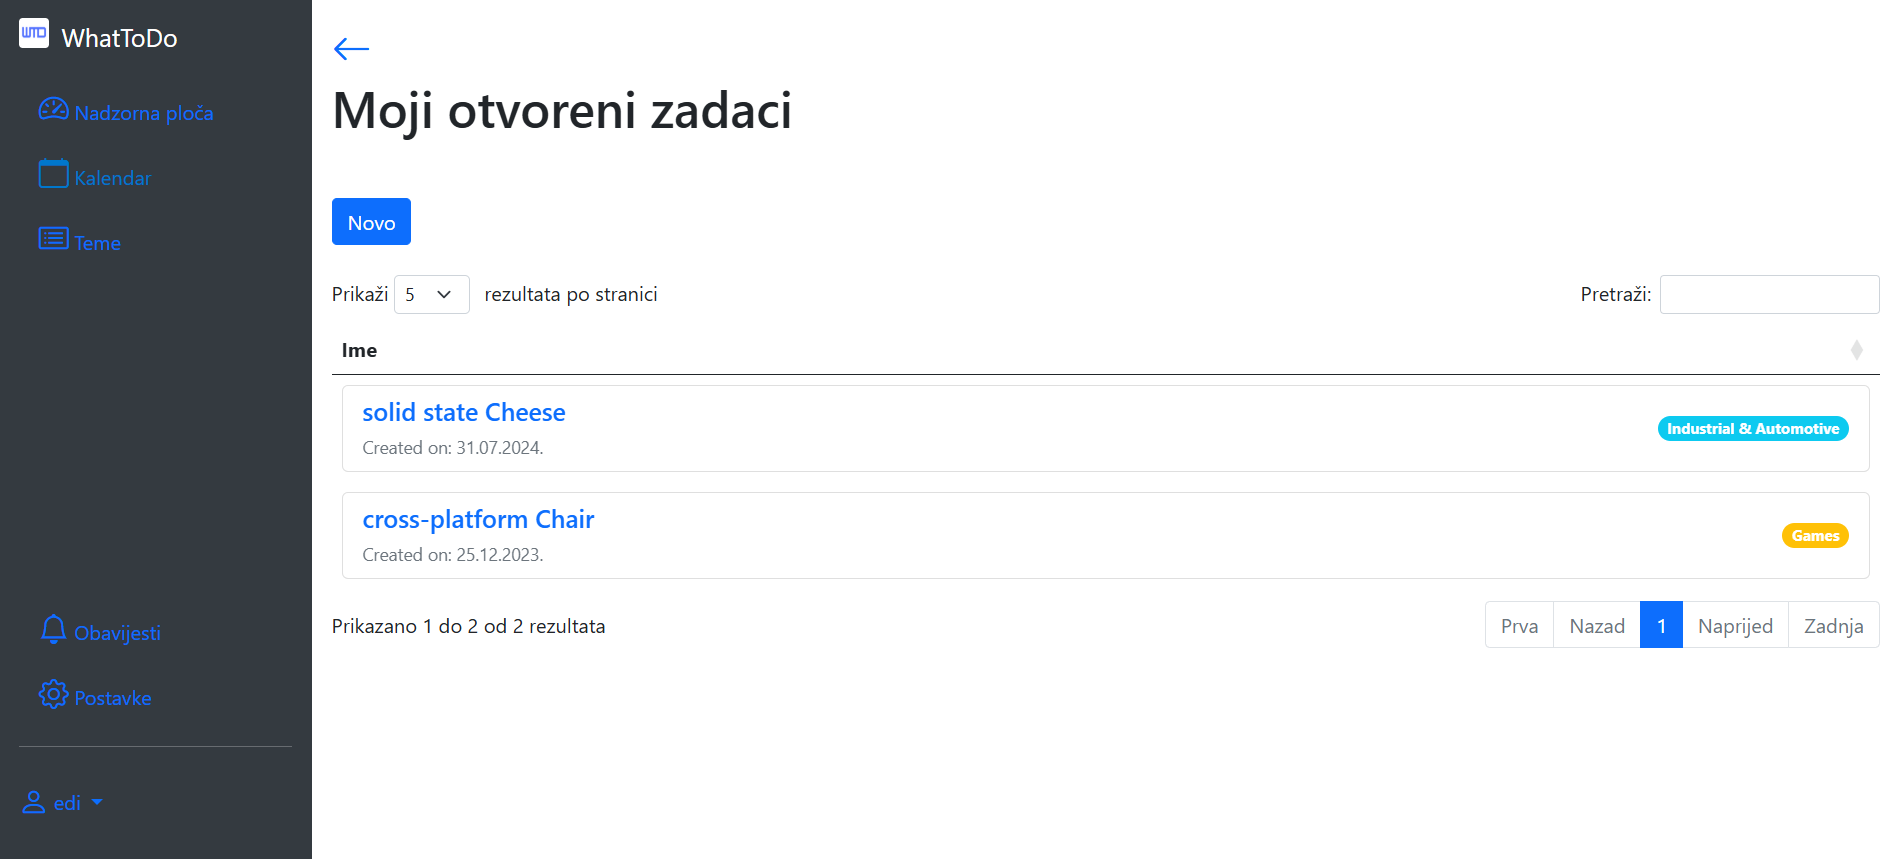 WTD WhatToDo
Nadzorna ploča
Kalendar
Teme
Obavijesti
Postavke
edi
Moji otvoreni zadaci
Novo
Prikaži 5 rezultata po stranici
Pretraži:
Ime
solid state Cheese
Created on: 31.07.2024.
Industrial & Automotive
cross-platform Chair
Created on: 25.12.2023.
Games
Prikazano 1 do 2 od 2 rezultata
Prva Nazad 1 Naprijed Zadnja